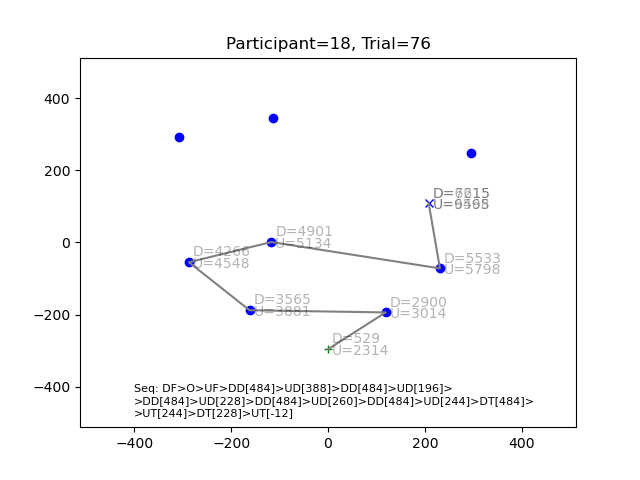 Participant=18, Trial=76
400
200
0
−200
−400
−400
−200
0
200
400
D=4901
U=5134
D=4266
U=4548
D=5533
U=5798
D=3565
U=3881
D=2900
U=3014
D=529
U=2314
Seq: DF>O>UF>DD[484]>UD[388]>DD[484]>UD[196]>
>DD[484]>UD[228]>DD[484]>UD[260]>DD[484]>UD[244]>DT[484]>
>UT[244]>DT[228]>UT[-12]